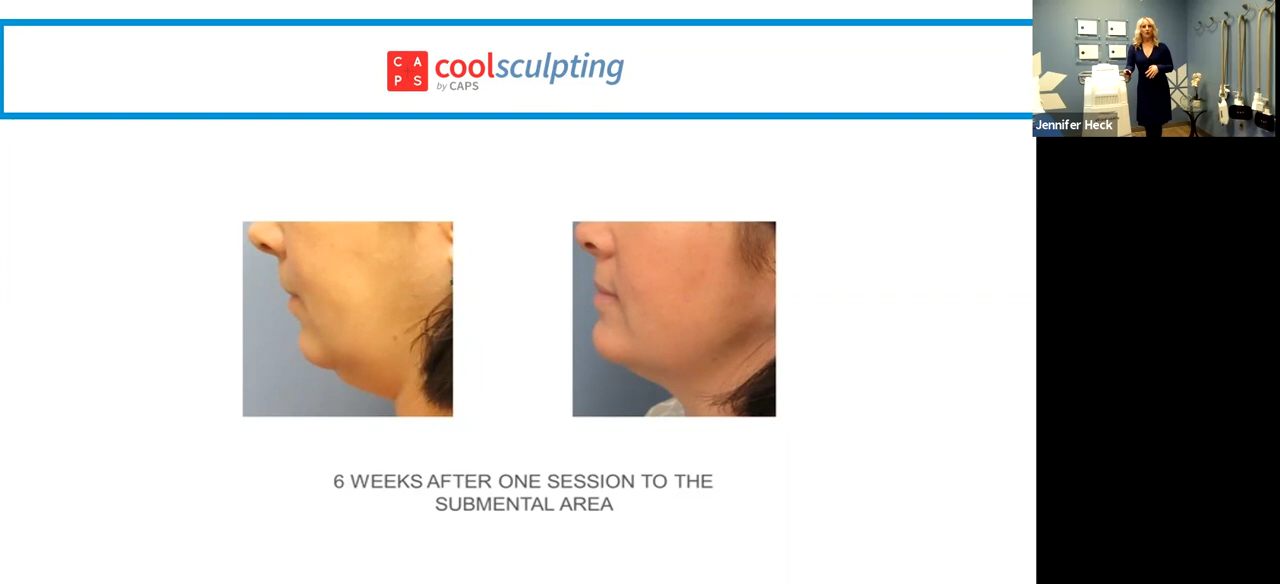 C A
P S
coolsculpting
by CAPS
Jennifer Heck
6 WEEKS AFTER ONE SESSION TO THE
SUBMENTAL AREA